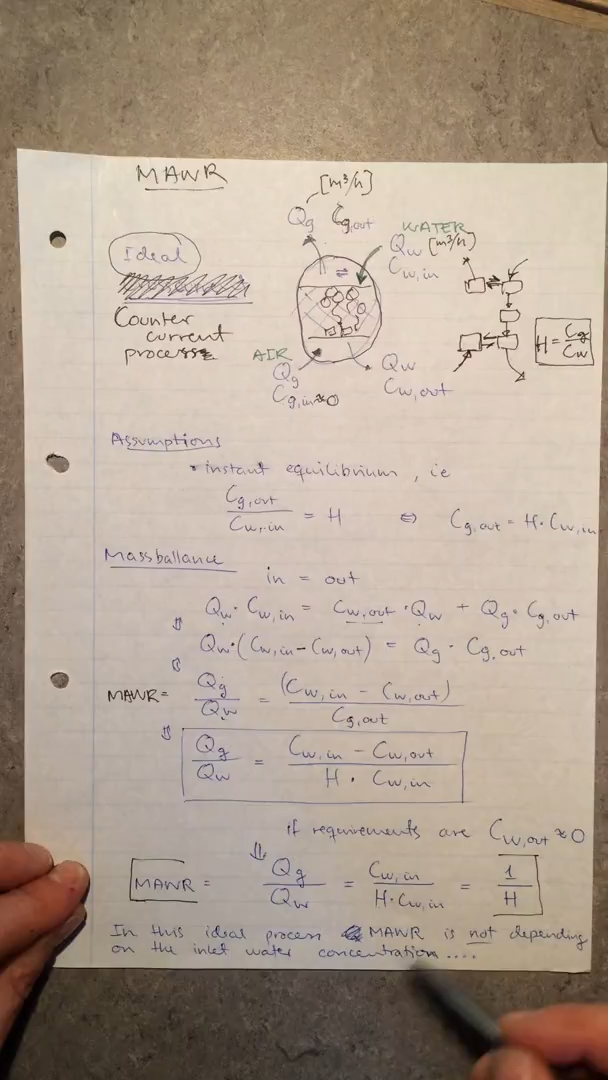 MAWR
[m³/h]
Qg Cg,out
WATER
Qw [m³/h]
Cw,in
Ideal
Counter
current
process
AIR
Qg
Cg,in≈0
Qw
Cw,out
H = Cg/Cw
Assumptions
• instant equilibrium, ie
Cg,out/Cw,in = H ⇔ Cg,out = H · Cw,in
Massballance
in = out
Qw · Cw,in = Cw,out · Qw + Qg · Cg,out
⇓ Qw · (Cw,in - Cw,out) = Qg · Cg,out
⇓
MAWR = Qg/Qw = (Cw,in - Cw,out)/Cg,out
⇓
Qg/Qw = Cw,in - Cw,out/H · Cw,in
if requirements are Cw,out ≈ 0
⇓
MAWR = Qg/Qw = Cw,in/H·Cw,in = 1/H
In this ideal process MAWR is not depending
on the inlet water concentration....